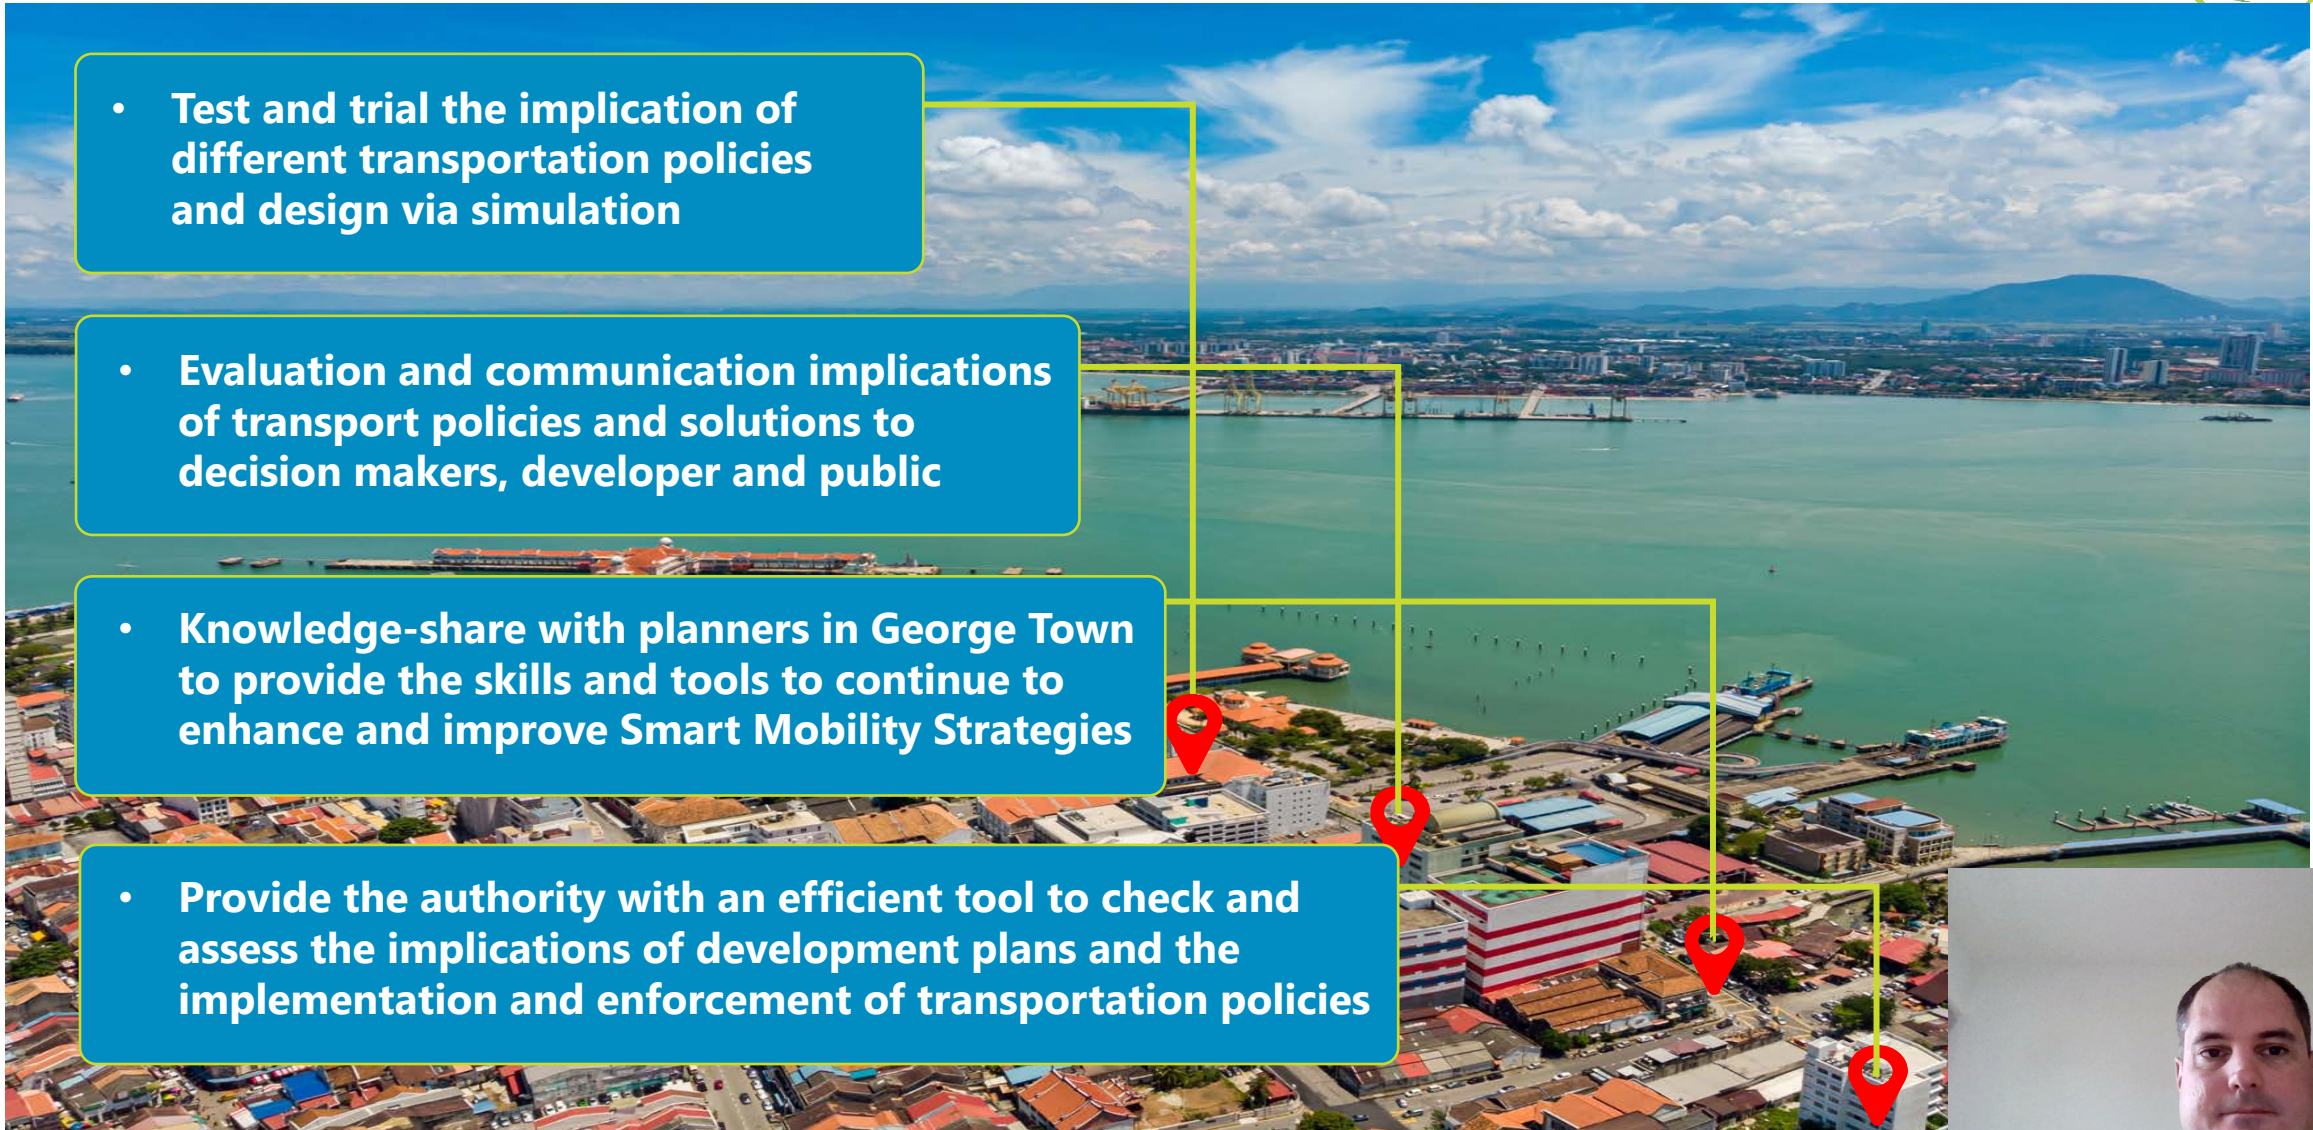 • Test and trial the implication of
different transportation policies
and design via simulation
• Evaluation and communication implications
of transport policies and solutions to
decision makers, developer and public
• Knowledge-share with planners in George Town
to provide the skills and tools to continue to
enhance and improve Smart Mobility Strategies
• Provide the authority with an efficient tool to check and
assess the implications of development plans and the
implementation and enforcement of transportation policies